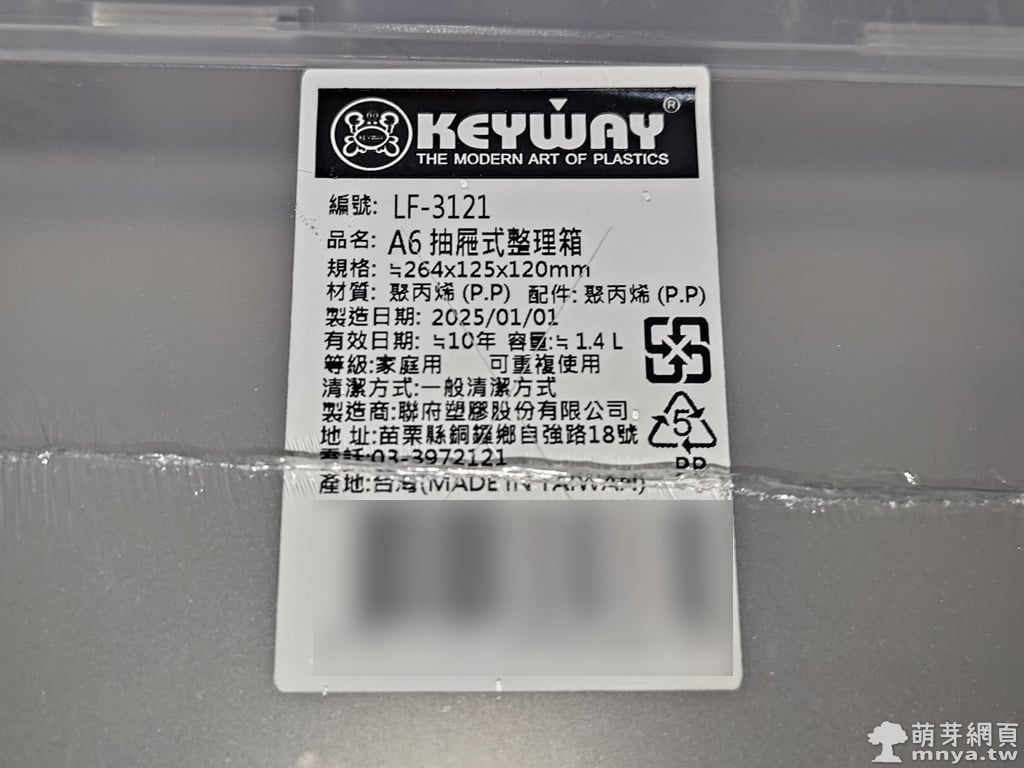 KEYWAY®
THE MODERN ART OF PLASTICS
編號: LF-3121
品名: A6 抽屜式整理箱
規格: ≒264x125x120mm
材質: 聚丙烯 (P.P) 配件: 聚丙烯 (P.P)
製造日期: 2025/01/01
有效日期: ≒10年 容量:≒ 1.4 L
等級:家庭用 可重複使用
清潔方式:一般清潔方式
製造商:聯府塑膠股份有限公司
地 址:苗栗縣銅鑼鄉自強路18號
5
電話:03-3972121
PP
產地:台灣(MADE IN TAIWAN)
萌芽網頁
mnya.tw